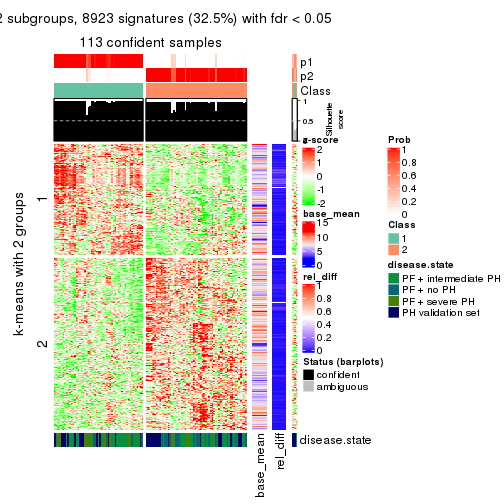 2 subgroups, 8923 signatures (32.5%) with fdr < 0.05
113 confident samples
p1
p2
Class
1
0.5
0
Silhouette
score
k-means with 2 groups
1
2
z-score
2
1
0
-1
-2
base_mean
15
10
5
0
rel_diff
1
0.8
0.6
0.4
0.2
0
Status (barplots)
confident
ambiguous
Prob
1
0.8
0.6
0.4
0.2
0
Class
1
2
disease.state
PF + intermediate PH
PF + no PH
PF + severe PH
PH validation set
disease.state
base_mean
rel_diff